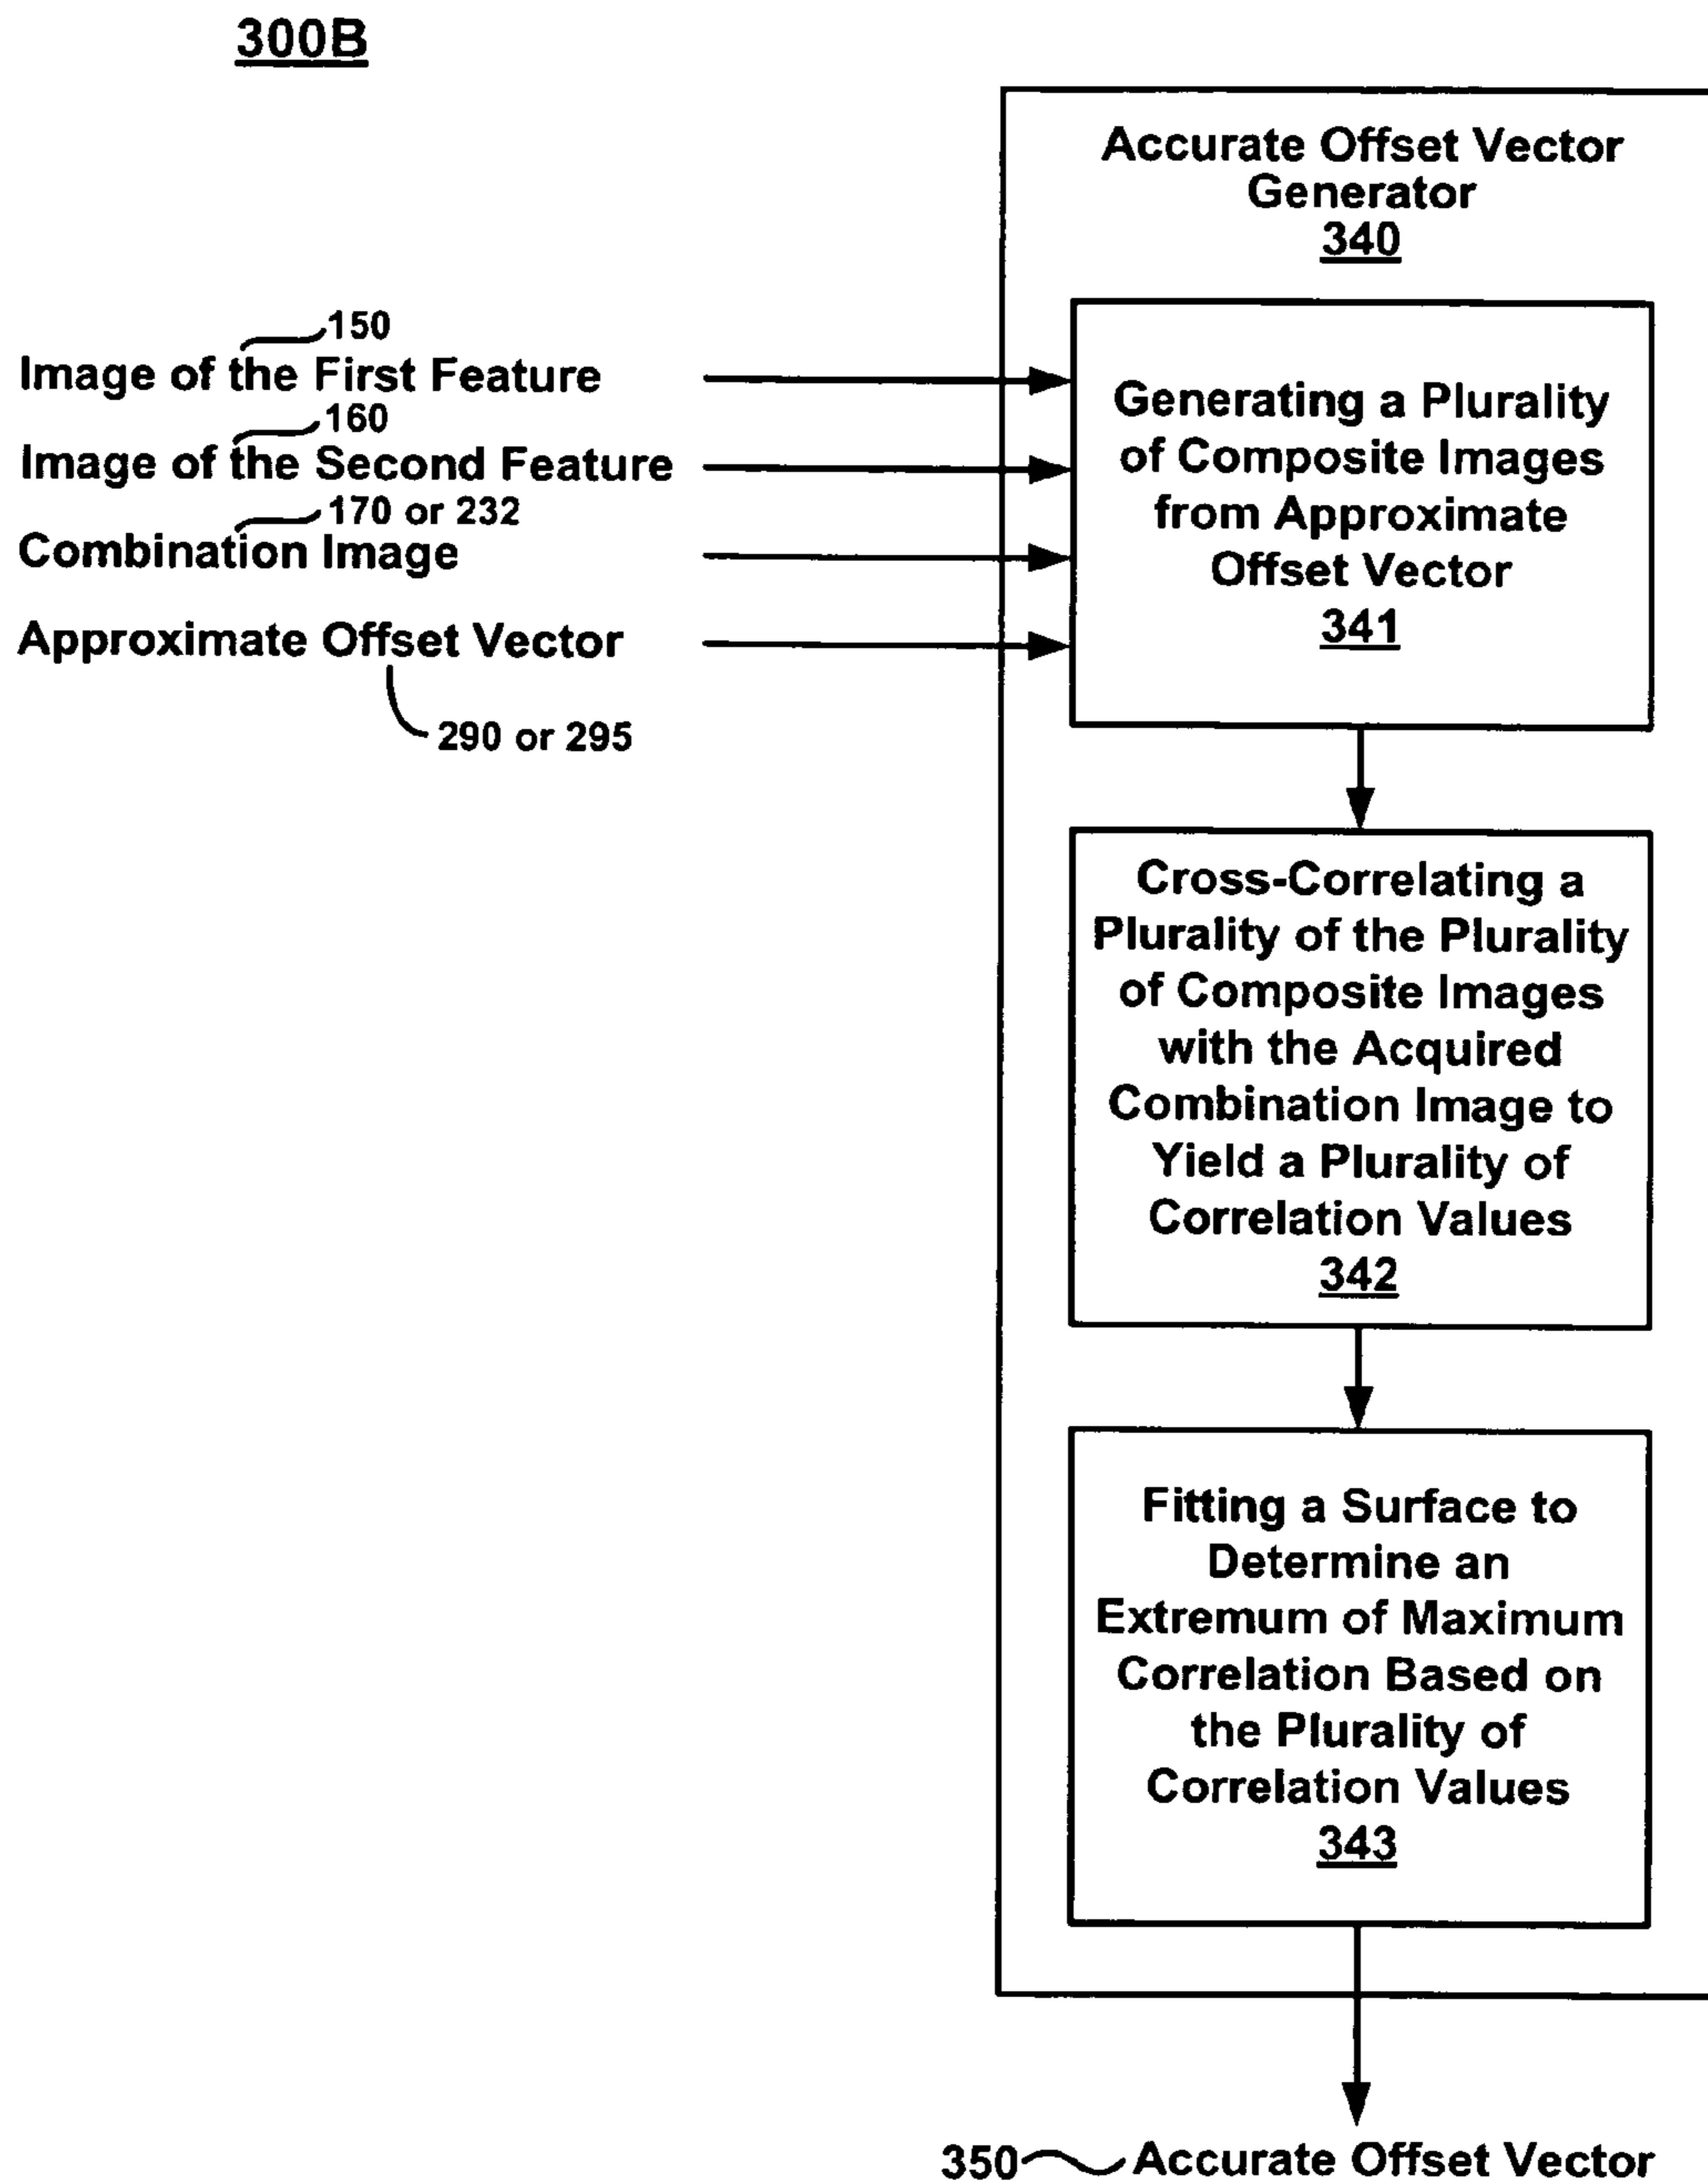 300B
Accurate Offset Vector
Generator
340
150
Image of the First Feature
160
Image of the Second Feature
170 or 232
Combination Image
Approximate Offset Vector
290 or 295
Generating a Plurality
of Composite Images
from Approximate
Offset Vector
341
Cross-Correlating a
Plurality of the Plurality
of Composite Images
with the Acquired
Combination Image to
Yield a Plurality of
Correlation Values
342
Fitting a Surface to
Determine an
Extremum of Maximum
Correlation Based on
the Plurality of
Correlation Values
343
350 Accurate Offset Vector